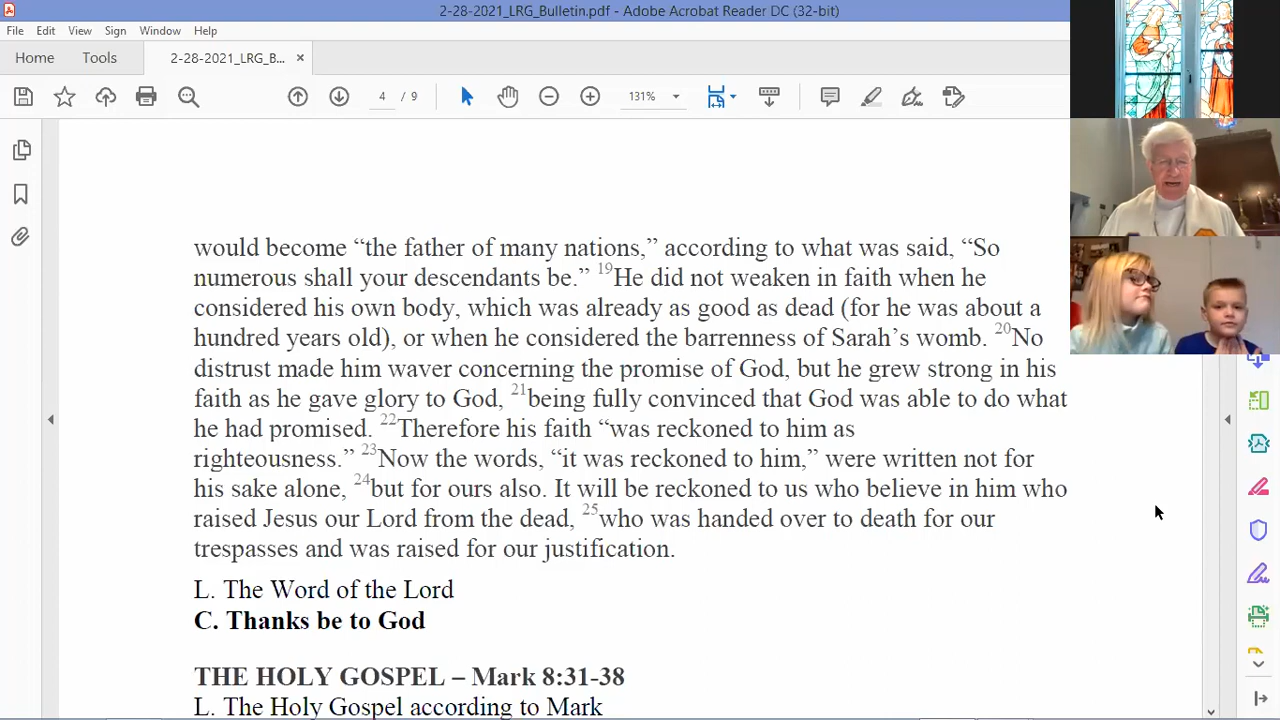 2-28-2021_LRG_Bulletin.pdf - Adobe Acrobat Reader DC (32-bit)
File Edit View Sign Window Help
Home Tools 2-28-2021_LRG_B... ×
4 / 9 131%
would become “the father of many nations,” according to what was said, “So
numerous shall your descendants be.” 19He did not weaken in faith when he
considered his own body, which was already as good as dead (for he was about a
hundred years old), or when he considered the barrenness of Sarah’s womb. 20No
distrust made him waver concerning the promise of God, but he grew strong in his
faith as he gave glory to God, 21being fully convinced that God was able to do what
he had promised. 22Therefore his faith “was reckoned to him as
righteousness.” 23Now the words, “it was reckoned to him,” were written not for
his sake alone, 24but for ours also. It will be reckoned to us who believe in him who
raised Jesus our Lord from the dead, 25who was handed over to death for our
trespasses and was raised for our justification.
L. The Word of the Lord
C. Thanks be to God
THE HOLY GOSPEL – Mark 8:31-38
L. The Holy Gospel according to Mark